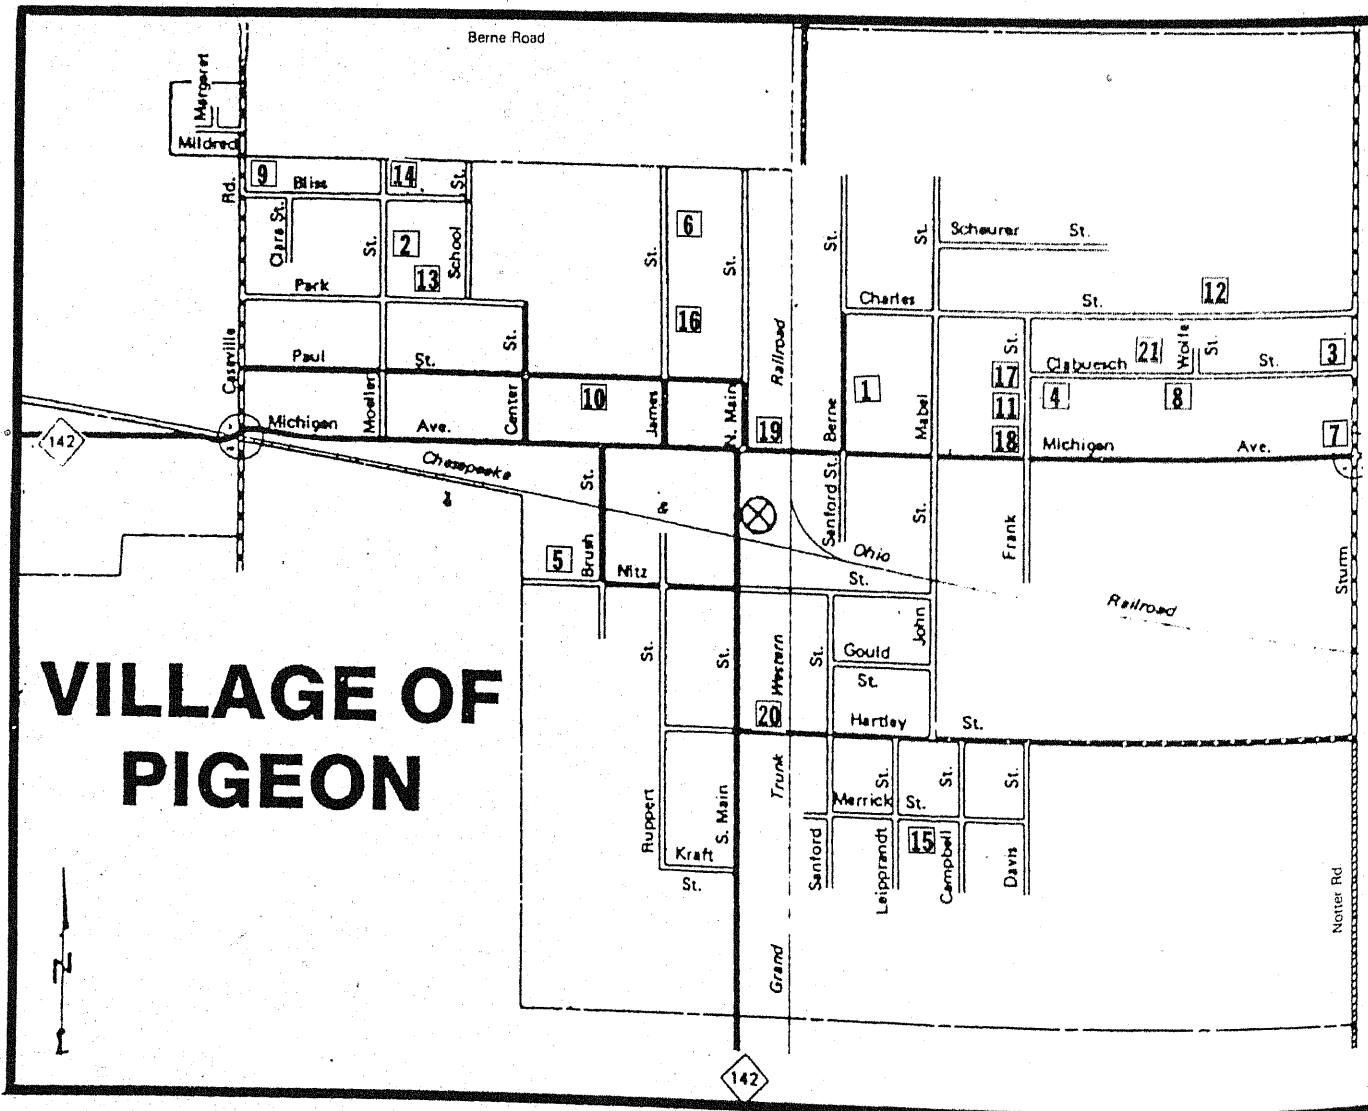 Berne Road
Margaret
Mildred
Rd.
9
Bliss
14
St.
Clara St.
St.
2
School
13
6
St.
St.
Park
16
Railroad
St.
St.
Scheurer St.
Charles
St.
12
Caseville
Paul
St.
St.
Moeller
Center
10
James
N. Main
19
Berne
1
Mabel
St.
17
11
18
Clabuesch
21
Wolfe
St.
St.
3
4
8
7
142
Michigan
Ave.
Michigan
Ave.
Chesapeake
&
Ohio
Railroad
St.
5
Brush
Nitz
St.
Sanford St.
St.
Frank
Sturm
VILLAGE OF
PIGEON
St.
St.
Western
St.
Gould
St.
John
20
Hartley
St.
Trunk
Ruppert
S. Main
Kraft
St.
St.
St.
St.
Merrick
St.
15
Sanford
Leipprandt
Campbell
Davis
Notter Rd.
Grand
N
142